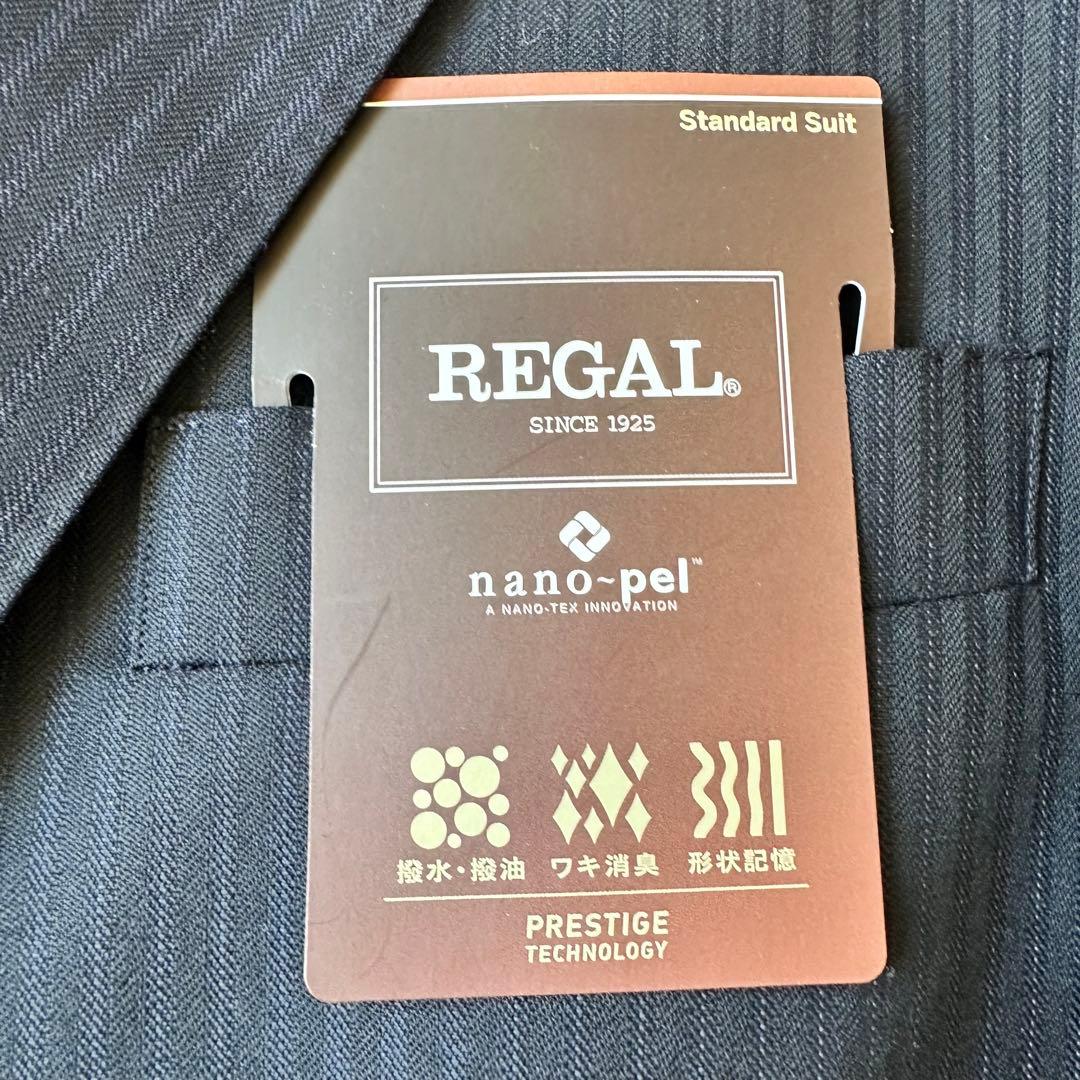 Standard Suit
REGAL®
SINCE 1925
nano~pel™
A NANO-TEX INNOVATION
撥水・撥油 ワキ消臭 形状記憶
PRESTIGE
TECHNOLOGY